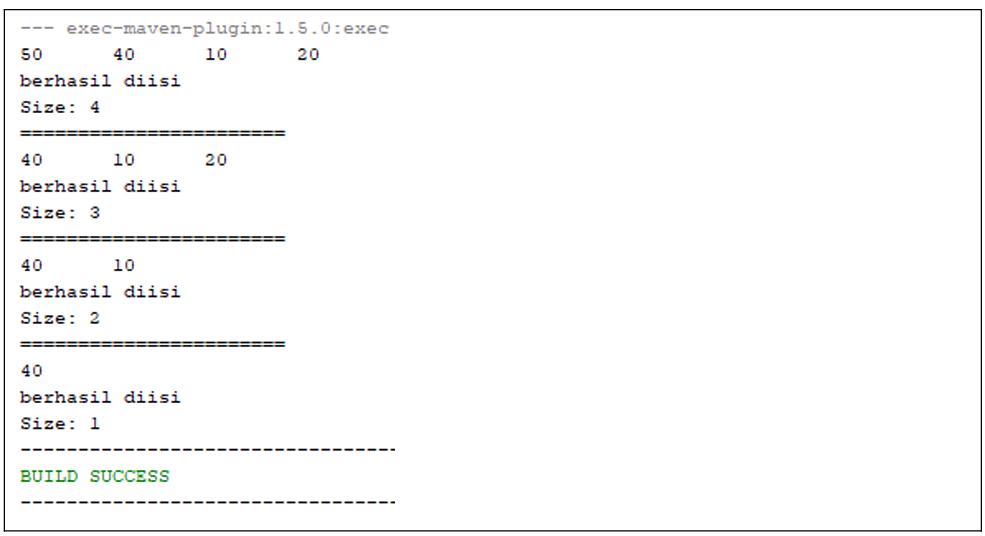 --- exec-maven-plugin:1.5.0:exec
50      40      10      20
berhasil diisi
Size: 4
=======================
40      10      20
berhasil diisi
Size: 3
=======================
40      10
berhasil diisi
Size: 2
=======================
40
berhasil diisi
Size: 1
---------------------------------
BUILD SUCCESS
---------------------------------